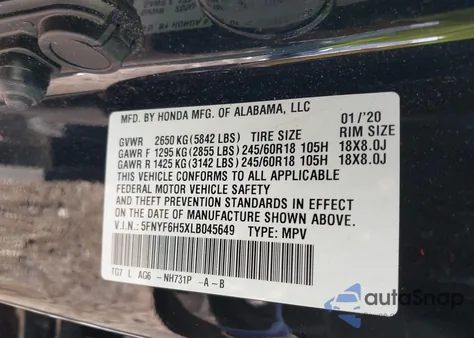 MFD. BY HONDA MFG. OF ALABAMA, LLC 01/'20
GVWR 2650 KG (5842 LBS) TIRE SIZE RIM SIZE
GAWR F 1295 KG (2855 LBS) 245/60R18 105H 18X8.0J
GAWR R 1425 KG (3142 LBS) 245/60R18 105H 18X8.0J
THIS VEHICLE CONFORMS TO ALL APPLICABLE
FEDERAL MOTOR VEHICLE SAFETY
AND THEFT PREVENTION STANDARDS IN
EFFECT ON THE DATE OF MANUFACTURE SHOWN ABOVE.
V.I.N.: 5FNYF6H5XLB045649 TYPE: MPV
TG7 L AG6 -NH731P -A-B
autoSnap